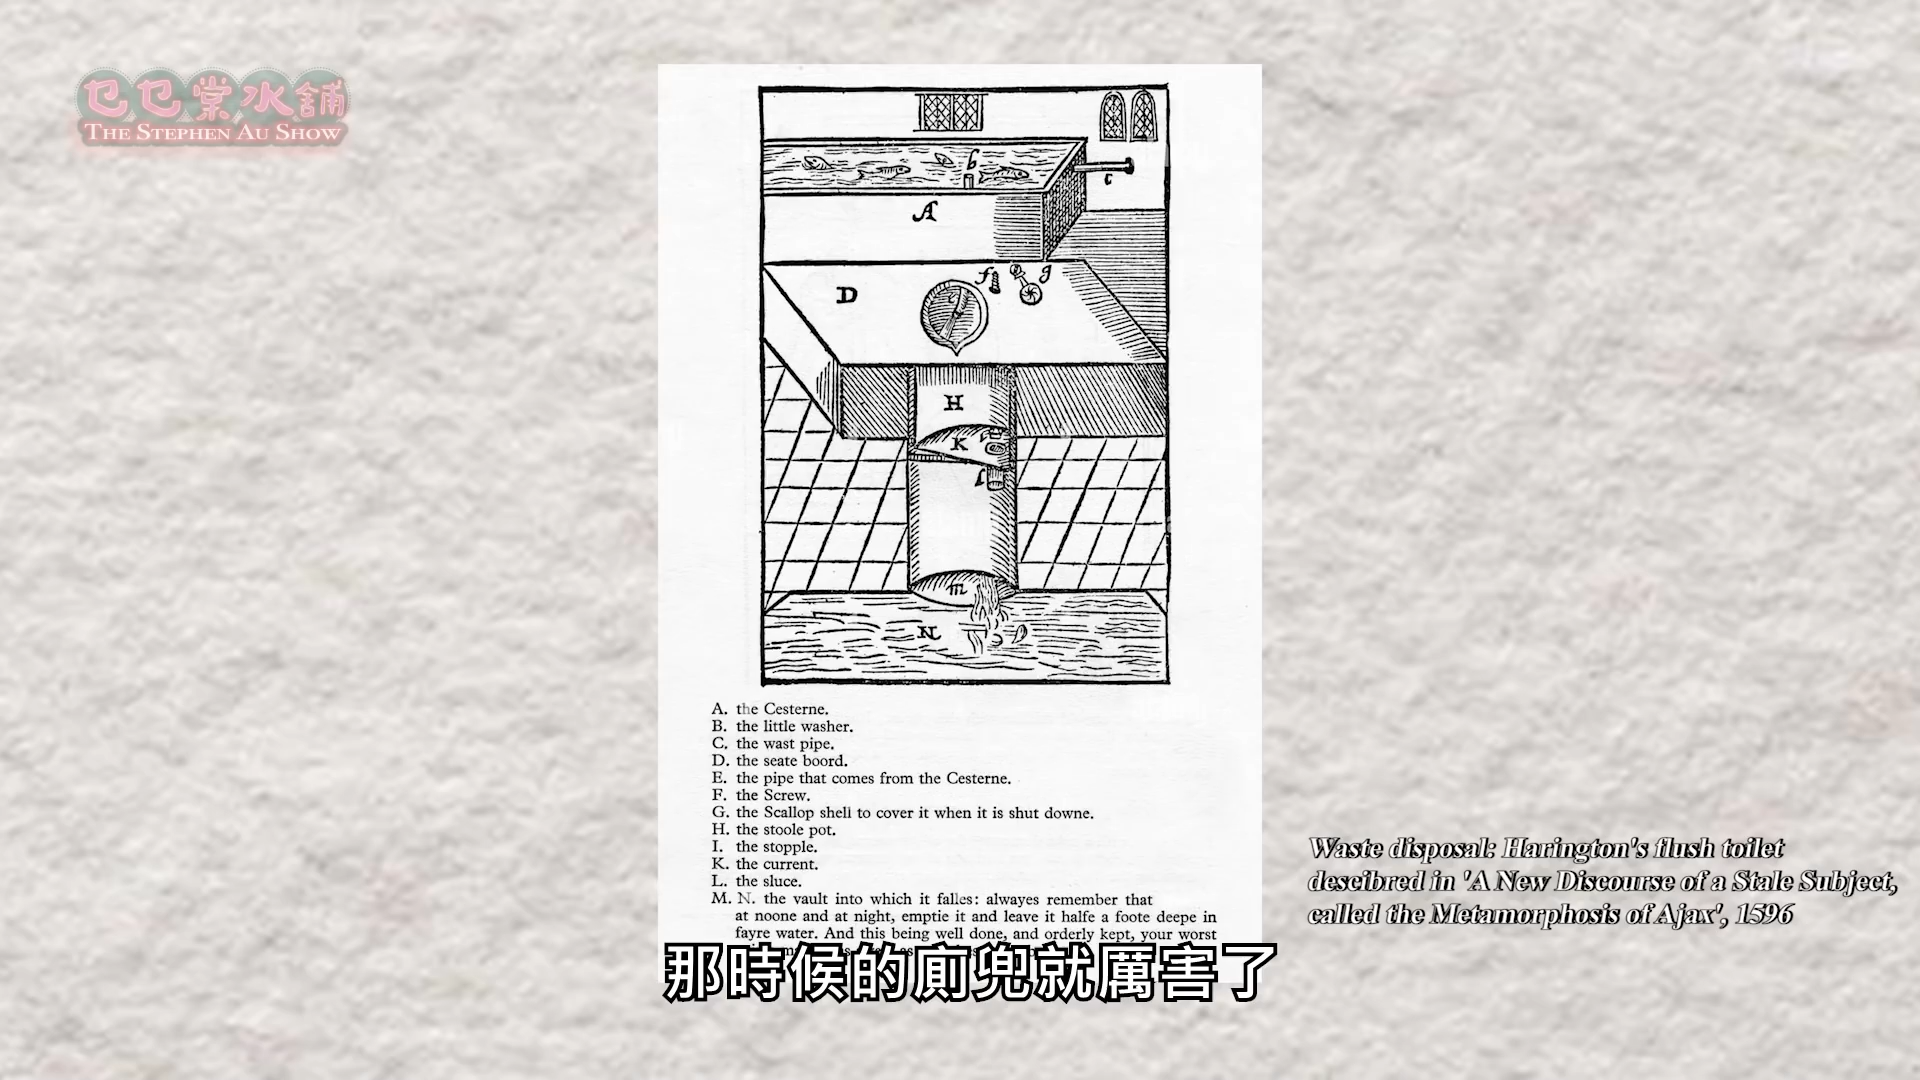 乜乜棠水舖
THE STEPHEN AU SHOW
b
c
A
f
g
D
H
K
l
m
N
A. the Cesterne.
B. the little washer.
C. the wast pipe.
D. the seate boord.
E. the pipe that comes from the Cesterne.
F. the Screw.
G. the Scallop shell to cover it when it is shut downe.
H. the stoole pot.
I. the stopple.
K. the current.
L. the sluce.
M. N. the vault into which it falles: alwayes remember that
at noone and at night, emptie it and leave it halfe a foote deepe in
fayre water. And this being well done, and orderly kept, your worst
Waste disposal: Harington's flush toilet
descibred in 'A New Discourse of a Stale Subject,
called the Metamorphosis of Ajax', 1596
那時候的廁兜就厲害了